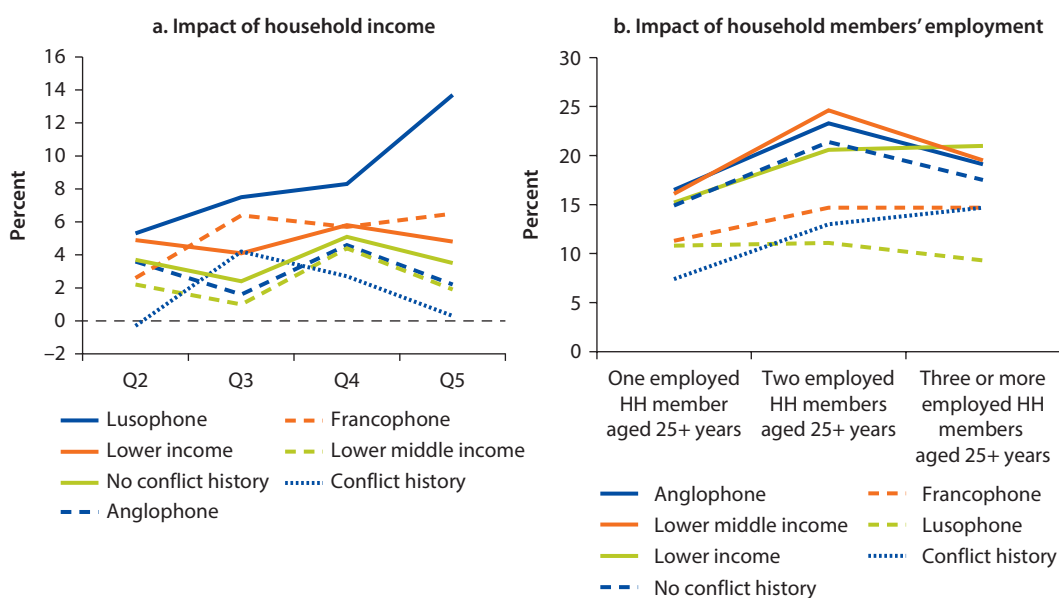 a. Impact of household income
16
14
12
10
8
6
4
2
0
–2
Percent
Q2 Q3 Q4 Q5
Lusophone
Lower income
No conflict history
Anglophone
Francophone
Lower middle income
Conflict history
b. Impact of household members’ employment
30
25
20
15
10
5
0
Percent
One employed
HH member
aged 25+ years
Two employed
HH members
aged 25+ years
Three or more
employed HH
members
aged 25+ years
Anglophone
Lower middle income
Lower income
No conflict history
Francophone
Lusophone
Conflict history